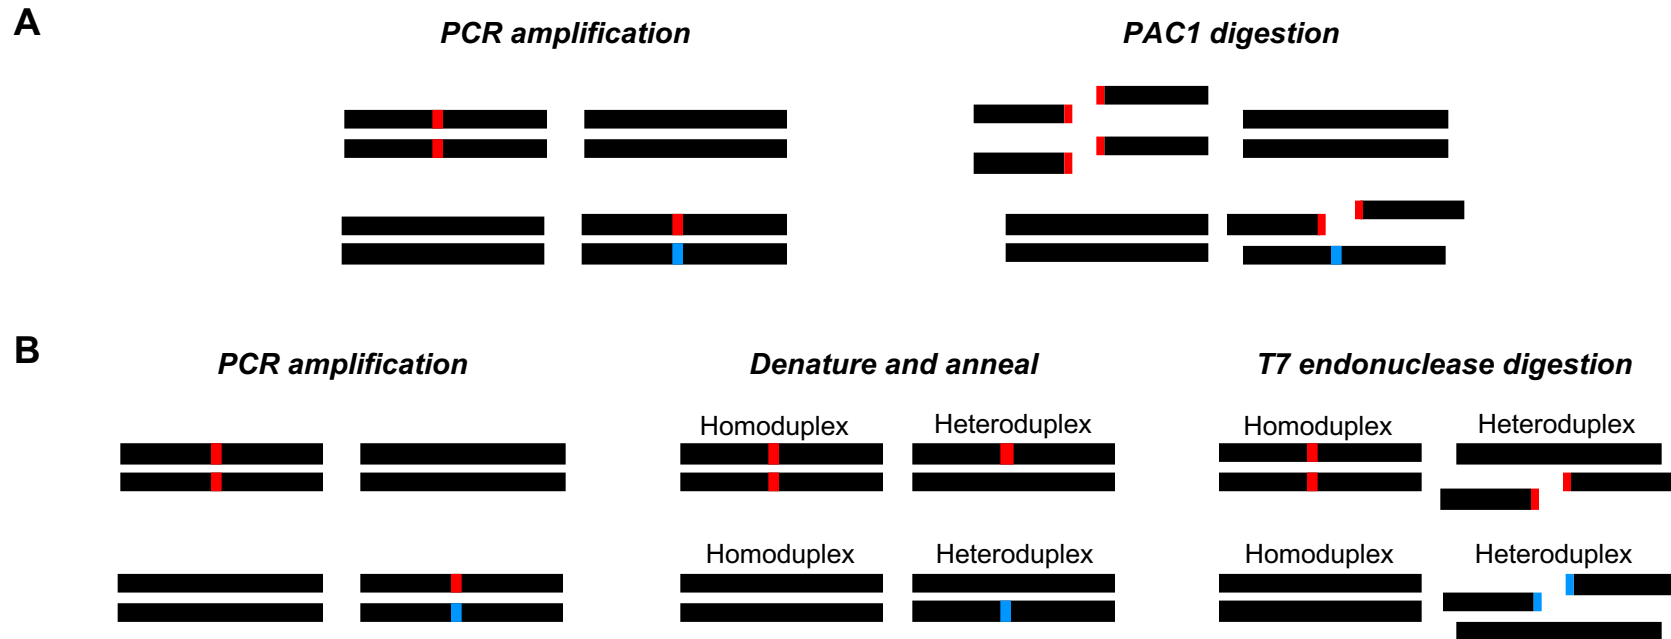 A
PCR amplification
PAC1 digestion
B
PCR amplification
Denature and anneal
T7 endonuclease digestion
Homoduplex
Heteroduplex
Homoduplex
Heteroduplex
Homoduplex
Heteroduplex
Homoduplex
Heteroduplex